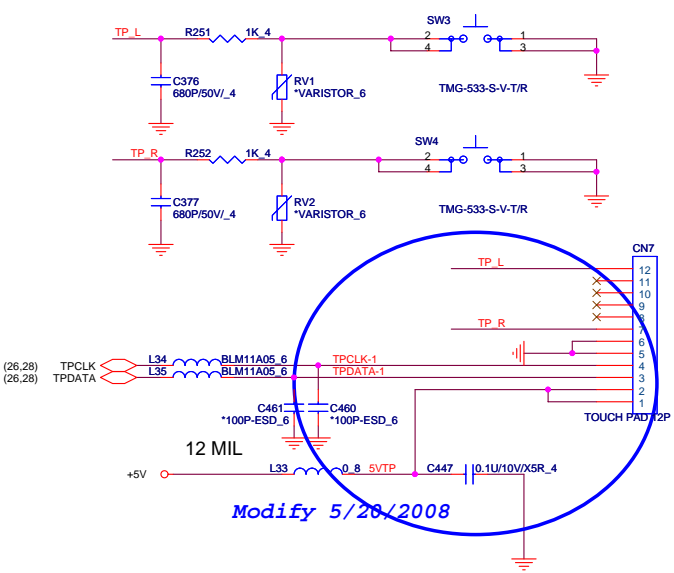 SW3
TP_L R251 1K_4 2 1
4 3
C376 RV1
680P/50V/_4 *VARISTOR_6 TMG-533-S-V-T/R
SW4
TP_R R252 1K_4 2 1
4 3
C377 RV2
680P/50V/_4 *VARISTOR_6 TMG-533-S-V-T/R
CN7
TP_L 12
11
10
9
8
TP_R 7
6
5
(26,28) TPCLK L34 BLM11A05_6 TPCLK-1 4
(26,28) TPDATA L35 BLM11A05_6 TPDATA-1 3
2
1
C461 C460
*100P-ESD_6 *100P-ESD_6
TOUCH PAD 12P
12 MIL
+5V L33 0_8 5VTP C447 0.1U/10V/X5R_4
Modify 5/20/2008